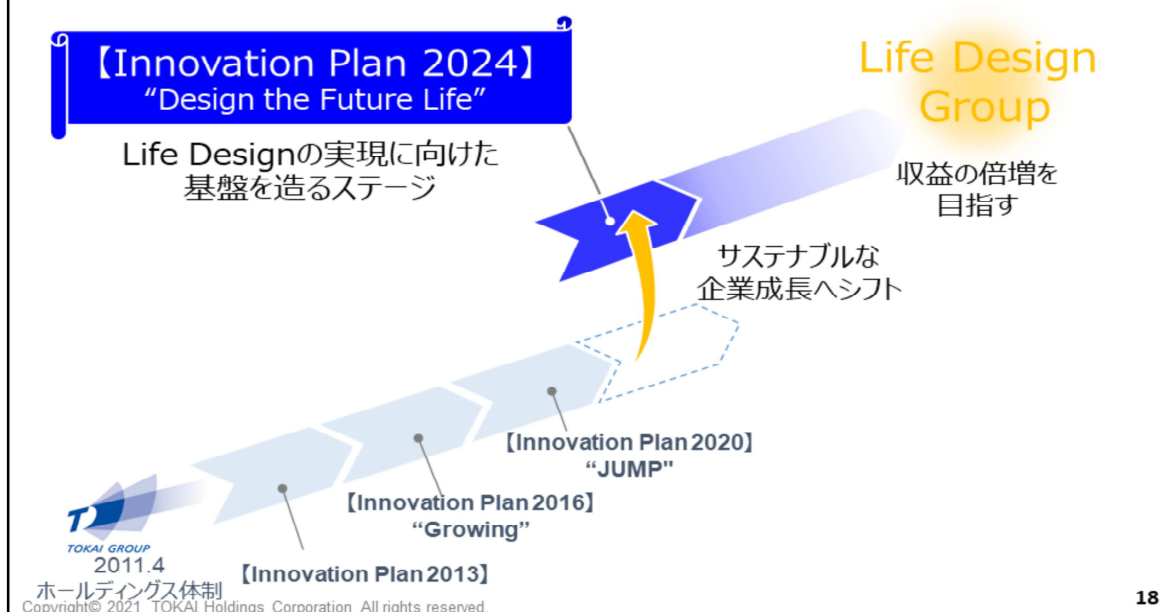 【Innovation Plan 2024】
“Design the Future Life”
Life Designの実現に向けた
基盤を造るステージ
Life Design
Group
収益の倍増を
目指す
サステナブルな
企業成長へシフト
【Innovation Plan 2020】
“JUMP"
【Innovation Plan 2016】
“Growing”
【Innovation Plan 2013】
TOKAI GROUP
2011.4
ホールディングス体制
Copyright© 2021 TOKAI Holdings Corporation All rights reserved.
18